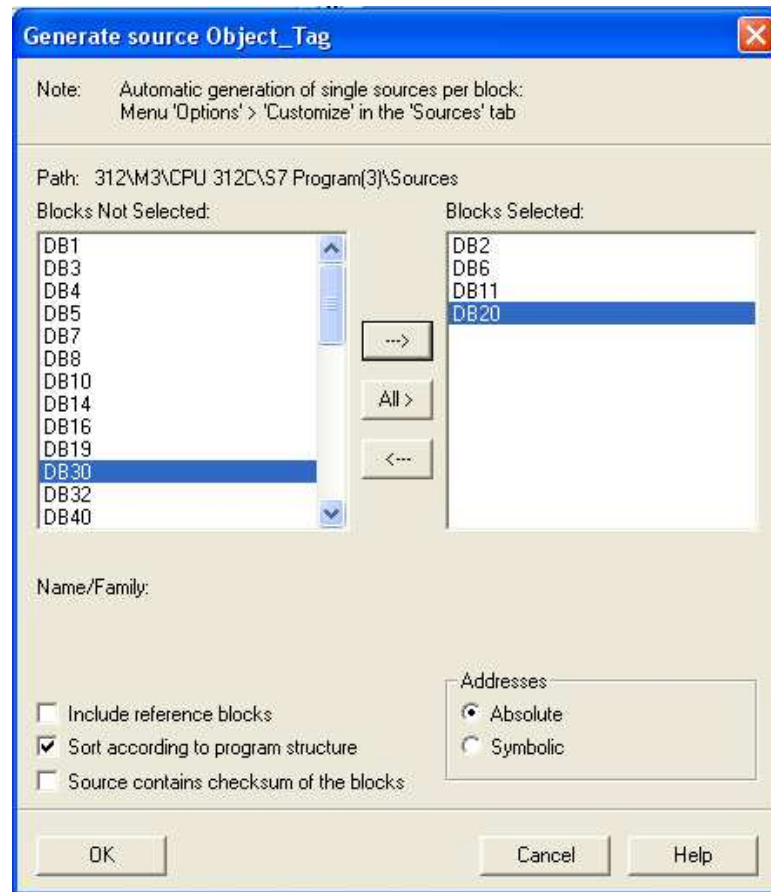 Generate source Object_Tag
Note: Automatic generation of single sources per block:
Menu 'Options' > 'Customize' in the 'Sources' tab
Path: 312\M3\CPU 312C\S7 Program(3)\Sources
Blocks Not Selected:
DB1
DB3
DB4
DB5
DB7
DB8
DB10
DB14
DB16
DB19
DB30
DB32
DB40
--->
All >
<---
Blocks Selected:
DB2
DB6
DB11
DB20
Name/Family:
Include reference blocks
Sort according to program structure
Source contains checksum of the blocks
Addresses
Absolute
Symbolic
OK
Cancel
Help